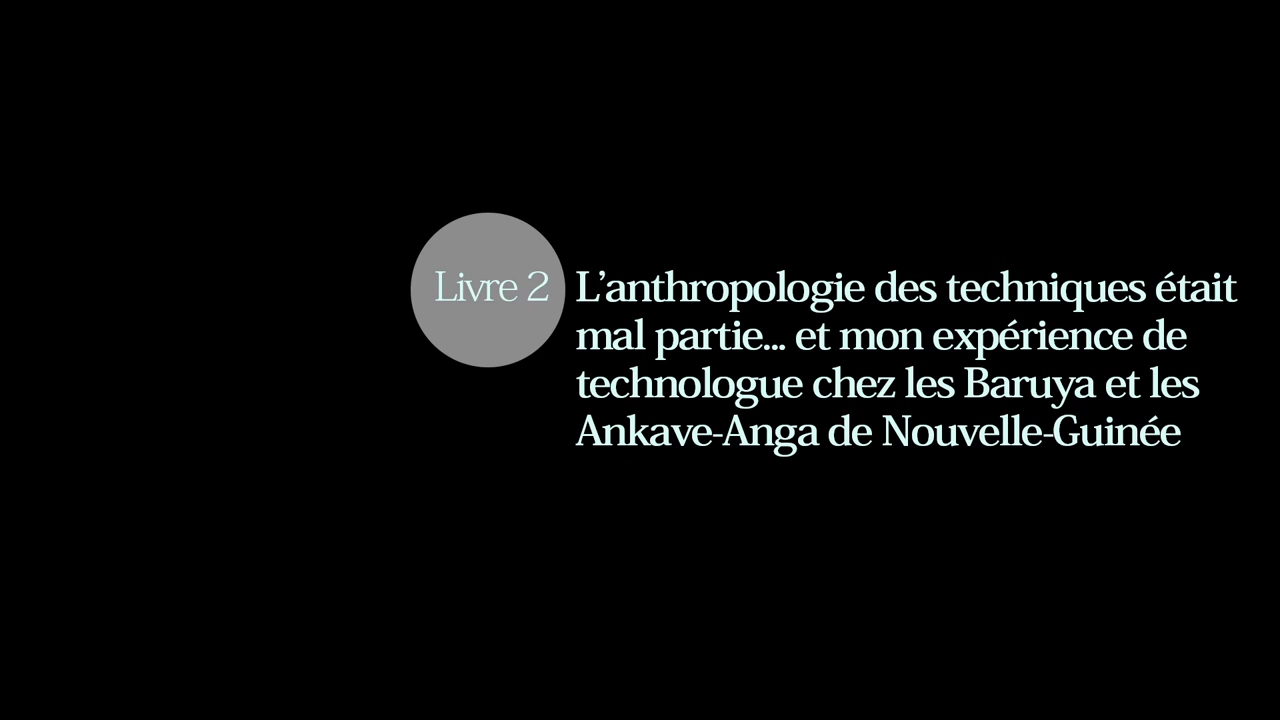 Livre 2 L’anthropologie des techniques était
mal partie... et mon expérience de
technologue chez les Baruya et les
Ankave-Anga de Nouvelle-Guinée